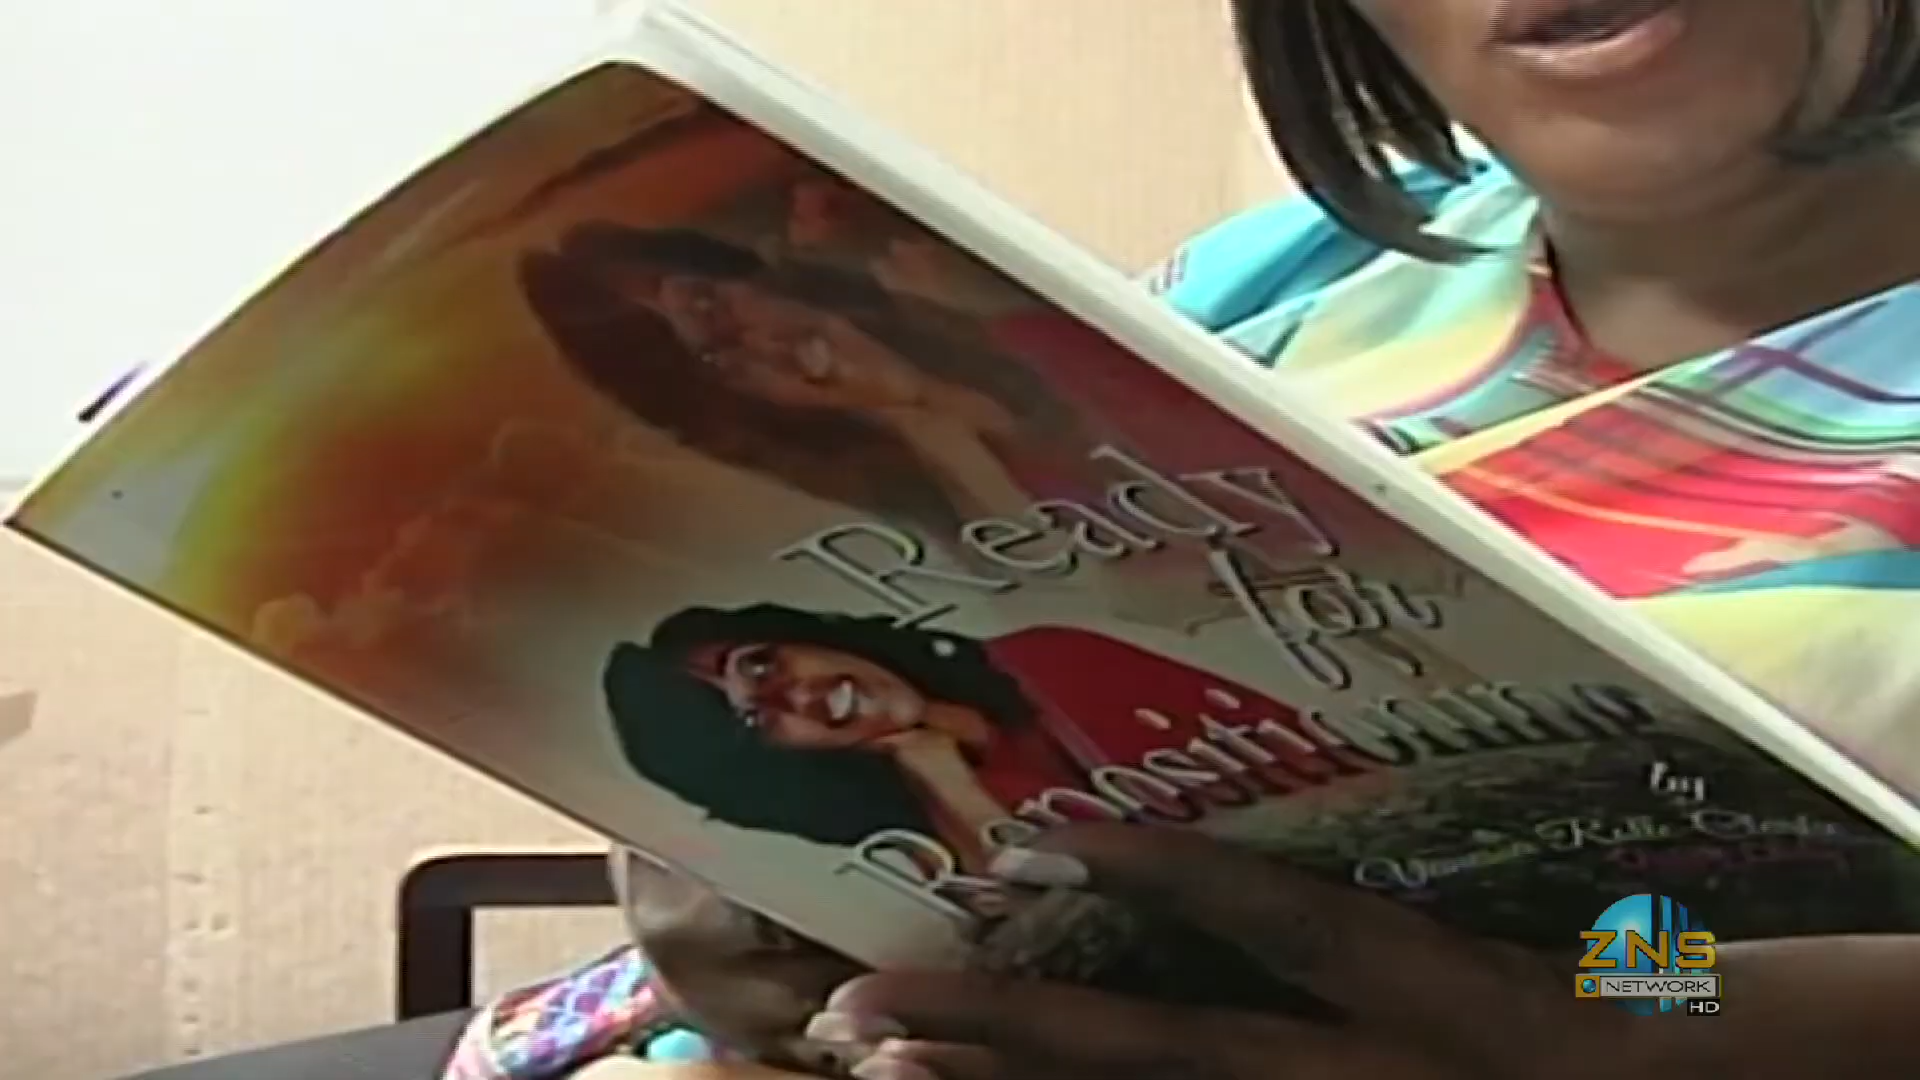 Ready
for
Repositioning
by
ZNS
NETWORK
HD